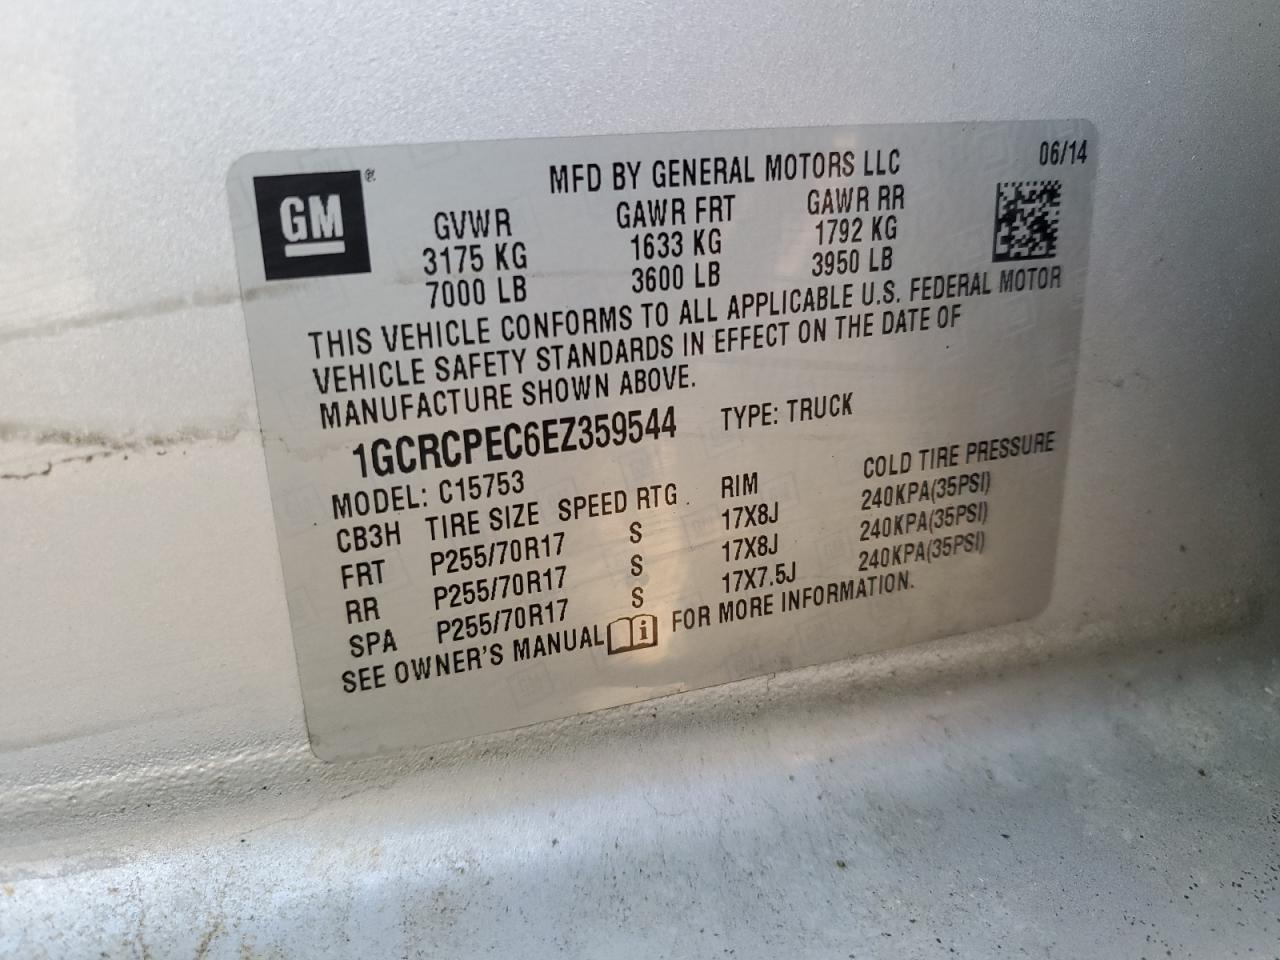 GM®
MFD BY GENERAL MOTORS LLC 06/14
GVWR GAWR FRT GAWR RR
3175 KG 1633 KG 1792 KG
7000 LB 3600 LB 3950 LB
THIS VEHICLE CONFORMS TO ALL APPLICABLE U.S. FEDERAL MOTOR
VEHICLE SAFETY STANDARDS IN EFFECT ON THE DATE OF
MANUFACTURE SHOWN ABOVE.
1GCRCPEC6EZ359544 TYPE: TRUCK
MODEL: C15753
CB3H TIRE SIZE SPEED RTG RIM COLD TIRE PRESSURE
FRT P255/70R17 S 17X8J 240KPA(35PSI)
RR P255/70R17 S 17X8J 240KPA(35PSI)
SPA P255/70R17 S 17X7.5J 240KPA(35PSI)
SEE OWNER'S MANUAL i FOR MORE INFORMATION.